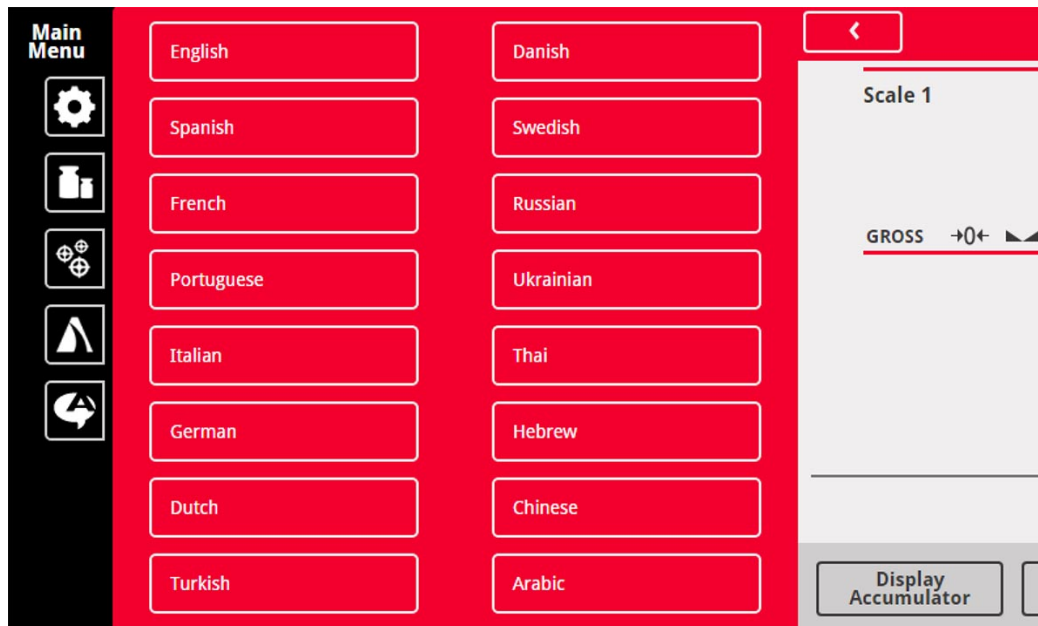 Main
Menu
English
Spanish
French
Portuguese
Italian
German
Dutch
Turkish
Danish
Swedish
Russian
Ukrainian
Thai
Hebrew
Chinese
Arabic
Scale 1
GROSS →0←
Display
Accumulator